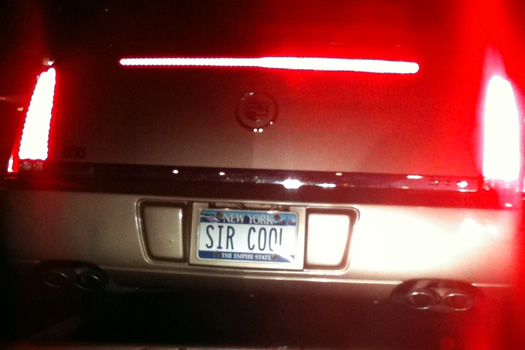 NEW YORK
SIR COOL
THE EMPIRE STATE